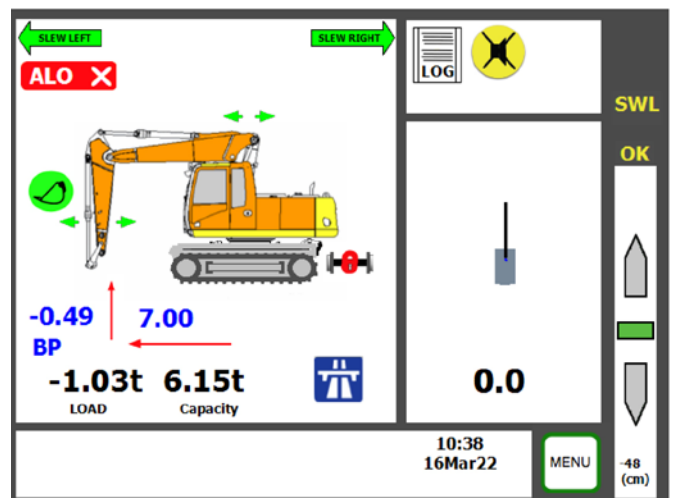 SLEW LEFT
SLEW RIGHT
ALO X
LOG
SWL
OK
-0.49
7.00
BP
-1.03t 6.15t
LOAD Capacity
0.0
10:38
16Mar22
MENU
-48
(cm)